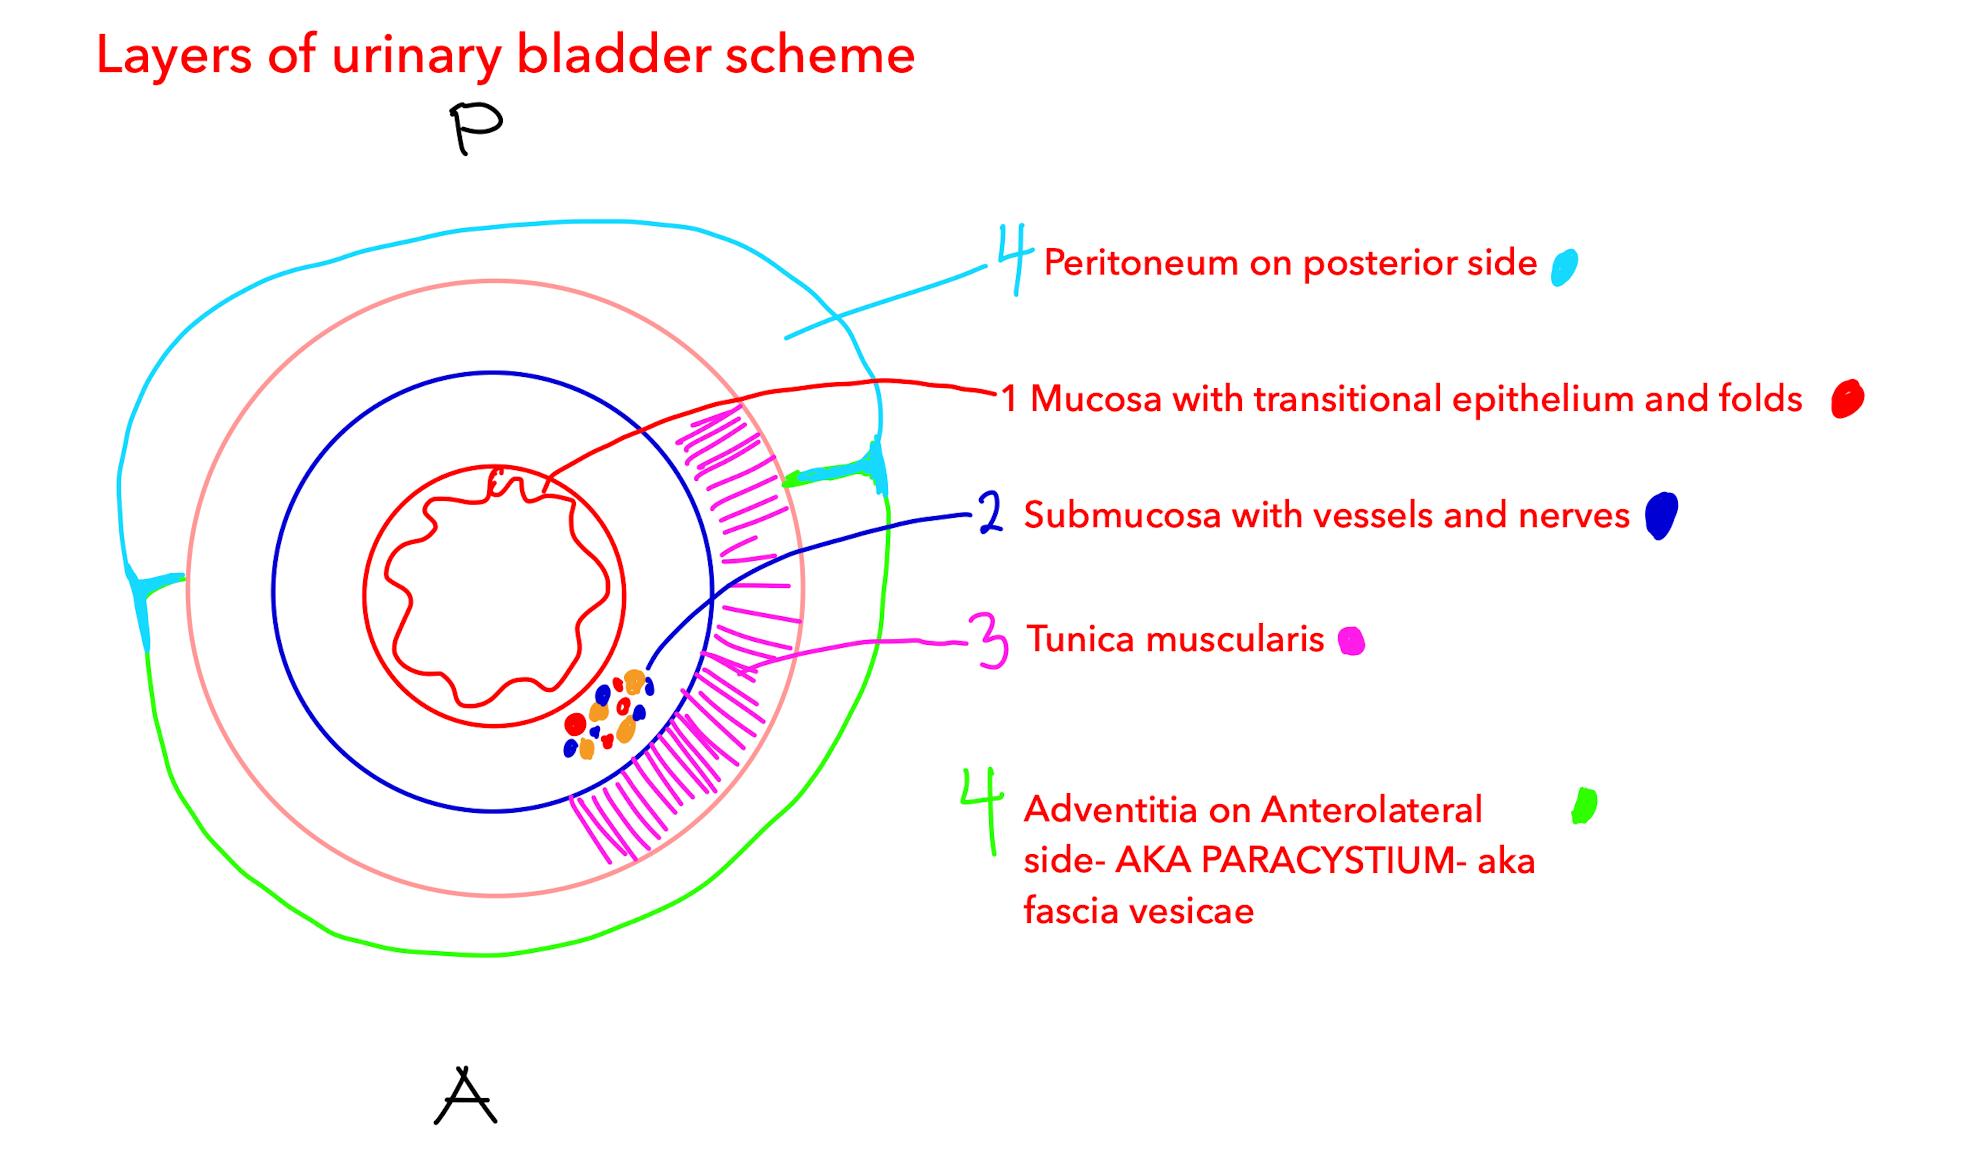 Layers of urinary bladder scheme
P
4 Peritoneum on posterior side
1 Mucosa with transitional epithelium and folds
2 Submucosa with vessels and nerves
3 Tunica muscularis
4 Adventitia on Anterolateral
side- AKA PARACYSTIUM- aka
fascia vesicae
A